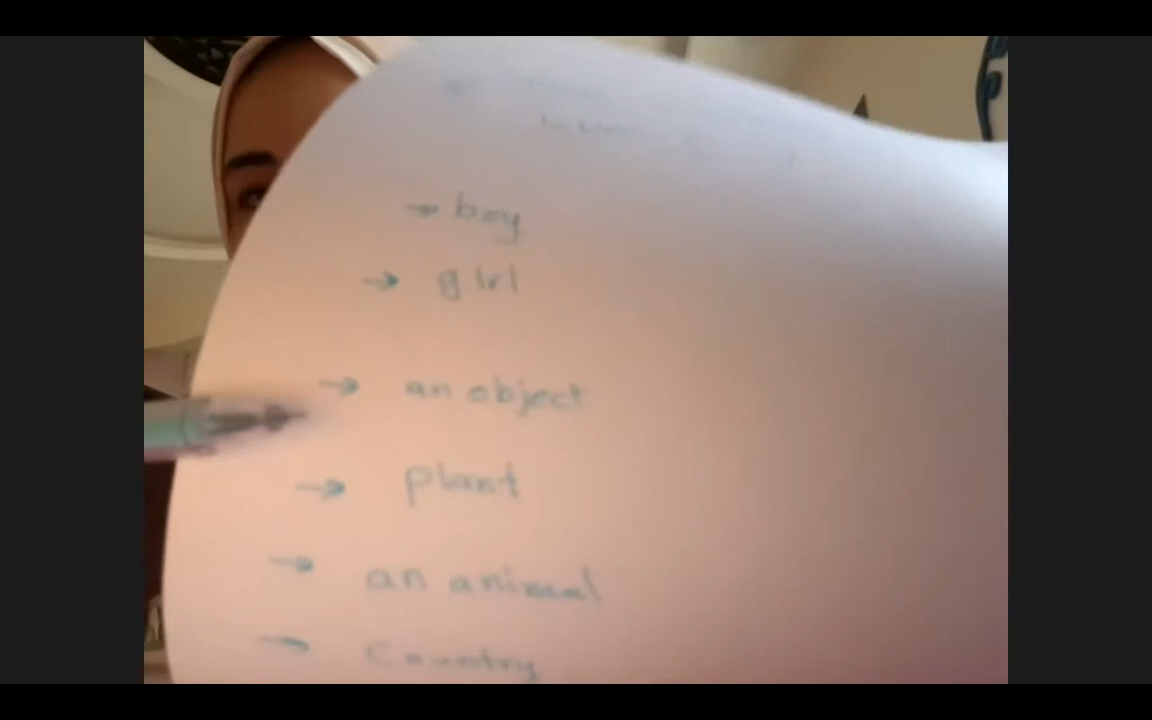 → boy
→ girl
→ an object
→ plant
→ an animal
→ Country